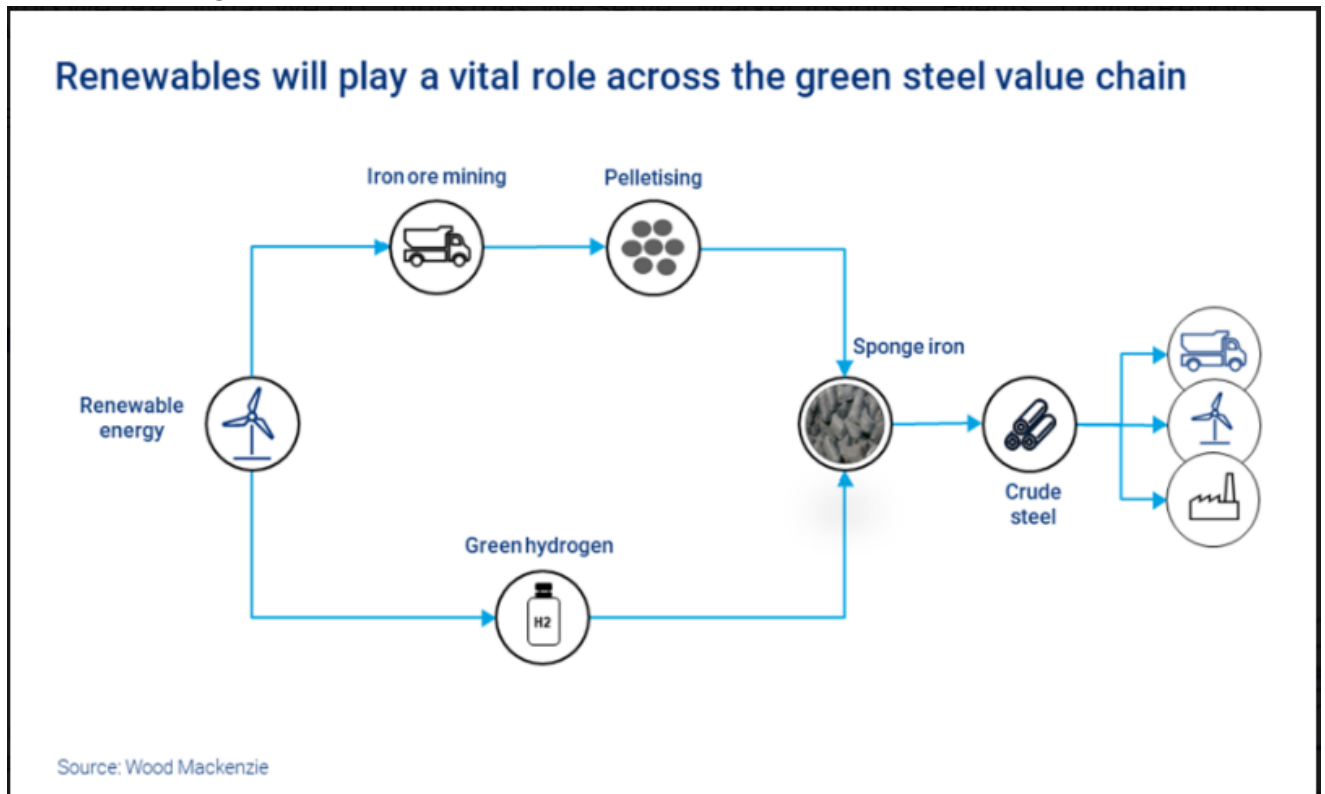 Renewables will play a vital role across the green steel value chain
Iron ore mining
Pelletising
Sponge iron
Renewable
energy
Crude
steel
Green hydrogen
H2
Source: Wood Mackenzie